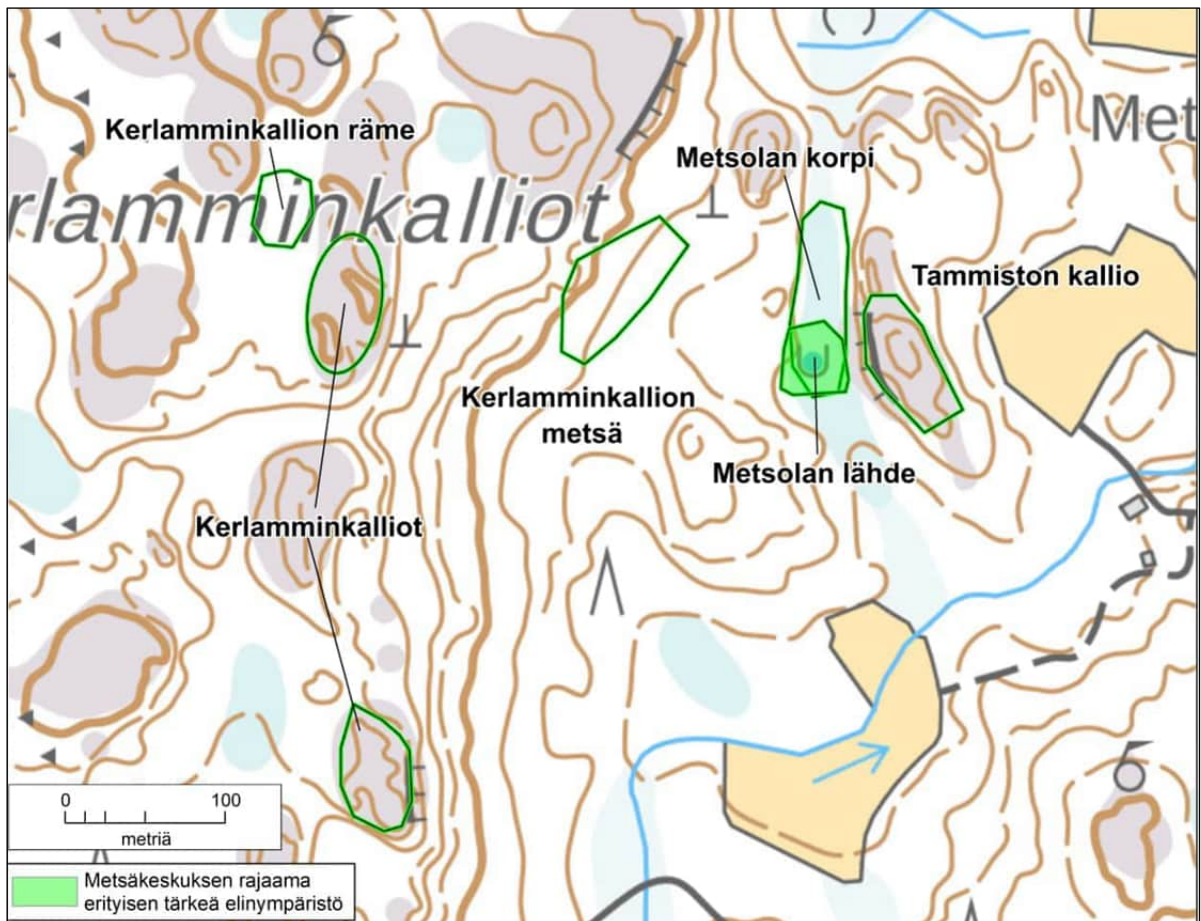 Kerlamminkallion räme
Met
Metsolan korpi
rlamminkalliot
Tammiston kallio
Kerlamminkallion
metsä
Metsolan lähde
Kerlamminkalliot
0 100
metriä
Metsäkeskuksen rajaama
erityisen tärkeä elinympäristö